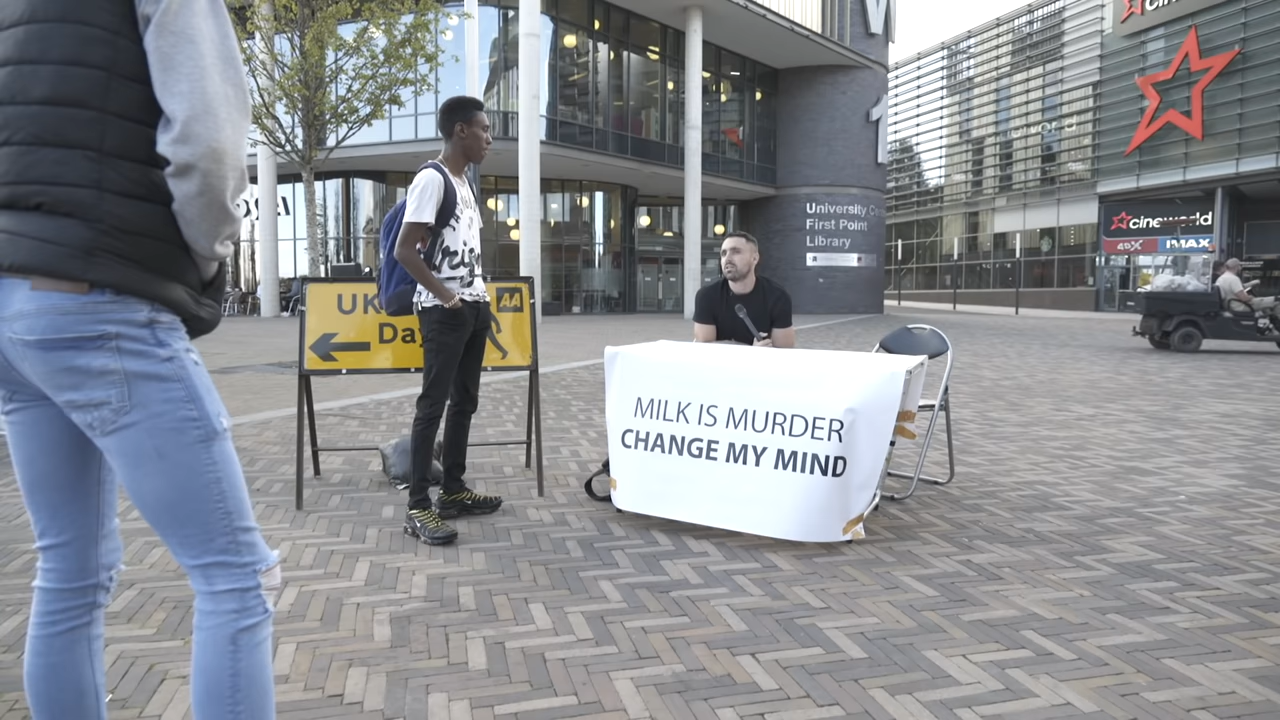 University
First Point
Library
cineworld
4DX IMAX
UK
AA
Day
MILK IS MURDER
CHANGE MY MIND